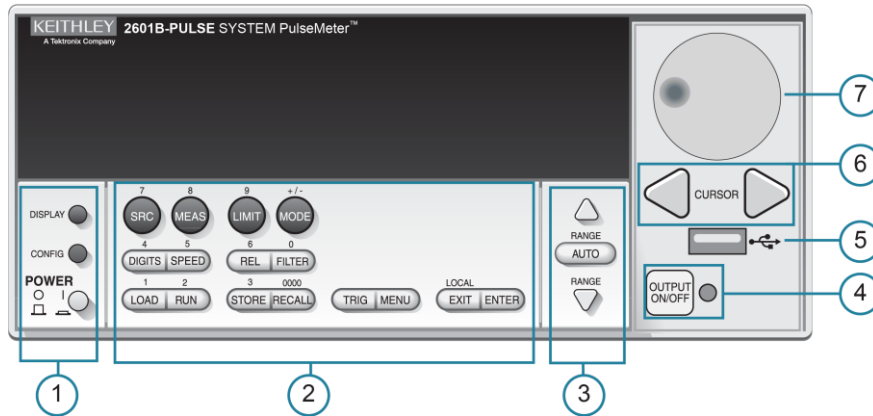 KEITHLEY 2601B-PULSE SYSTEM PulseMeter™
A Tektronix Company
7
6
CURSOR
5
OUTPUT ON/OFF
4
7 8 9 +/-
SRC MEAS LIMIT MODE
4 5 6 0
DIGITS SPEED REL FILTER
1 2 3 0000 LOCAL
LOAD RUN STORE RECALL TRIG MENU EXIT ENTER
DISPLAY
CONFIG
POWER
O I
RANGE
AUTO
RANGE
1
2
3